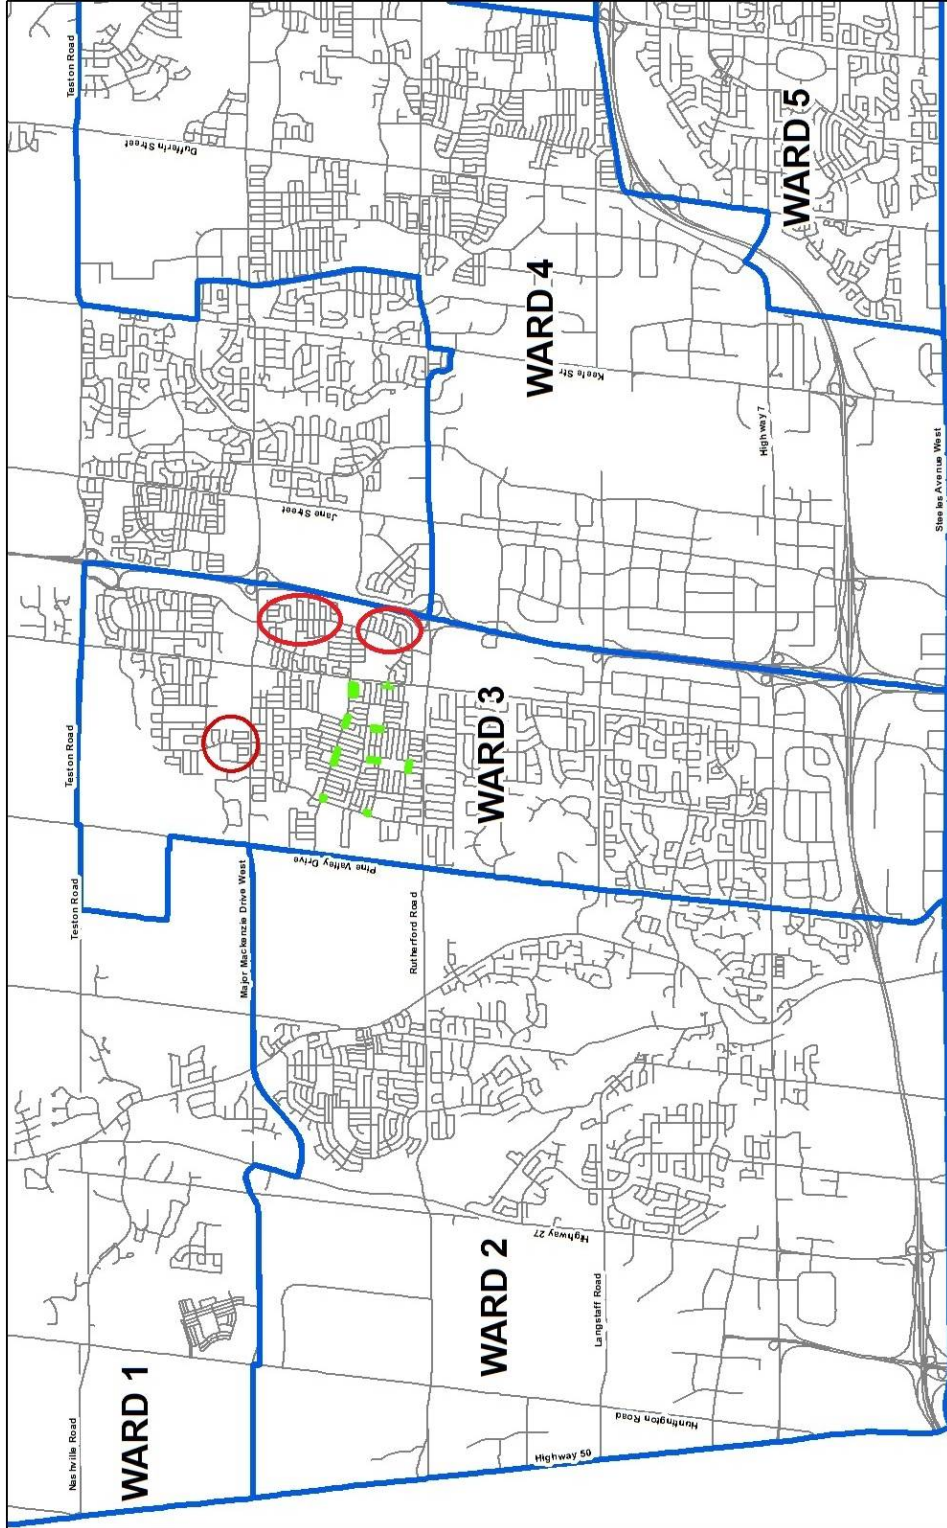 Teston Road
Dufferin Street
WARD 5
WARD 4
Keele Str
Highway 7
Steeles Avenue West
Jane Street
Teston Road
WARD 3
Pine Valley Drive
Teston Road
Major Mackenzie Drive West
Rutherford Road
Highway 27
WARD 2
Langstaff Road
WARD 1
Nashville Road
Huntington Road
Highway 50